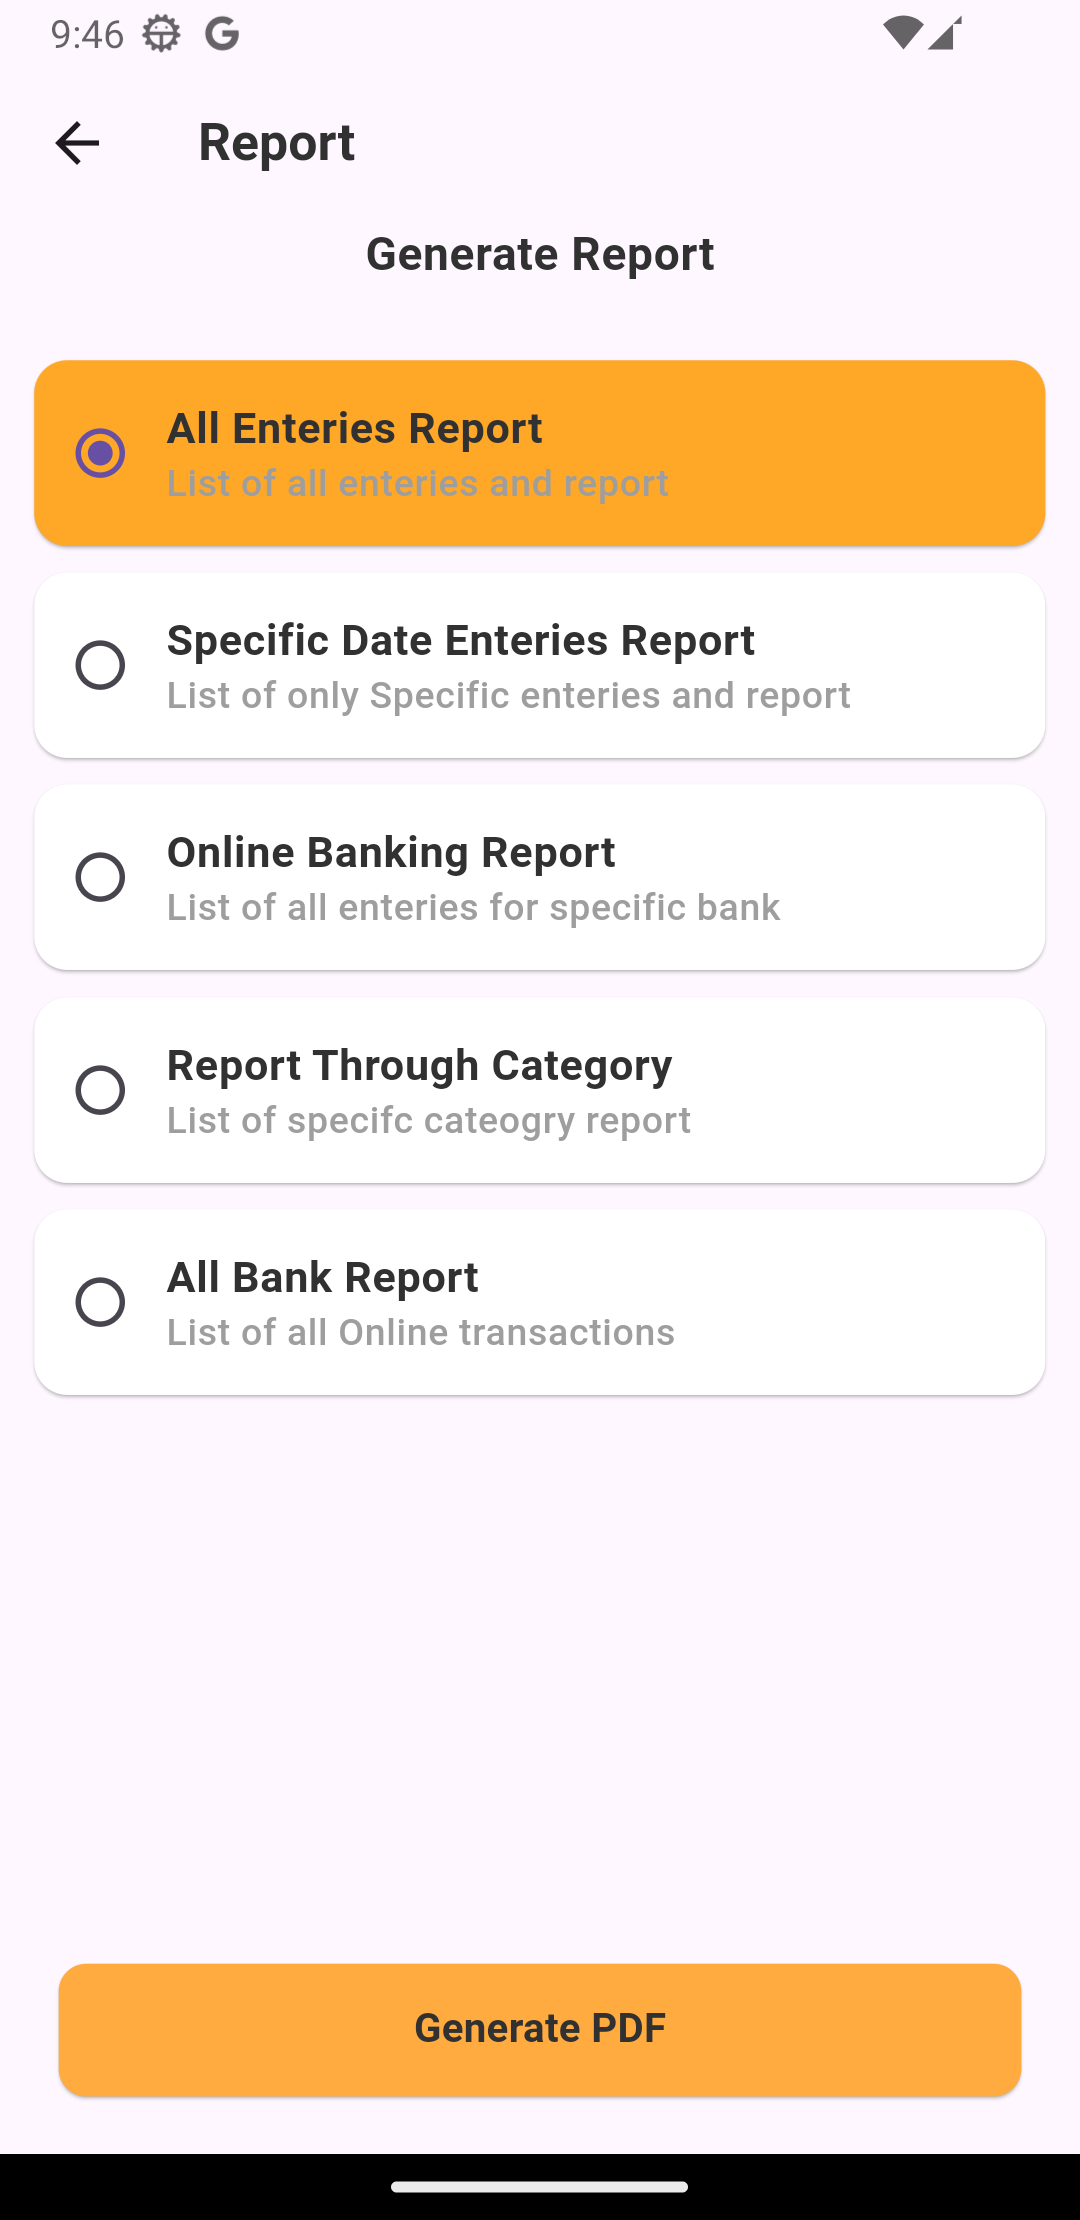 9:46
Report
Generate Report
All Enteries Report
List of all enteries and report
Specific Date Enteries Report
List of only Specific enteries and report
Online Banking Report
List of all enteries for specific bank
Report Through Category
List of specifc cateogry report
All Bank Report
List of all Online transactions
Generate PDF